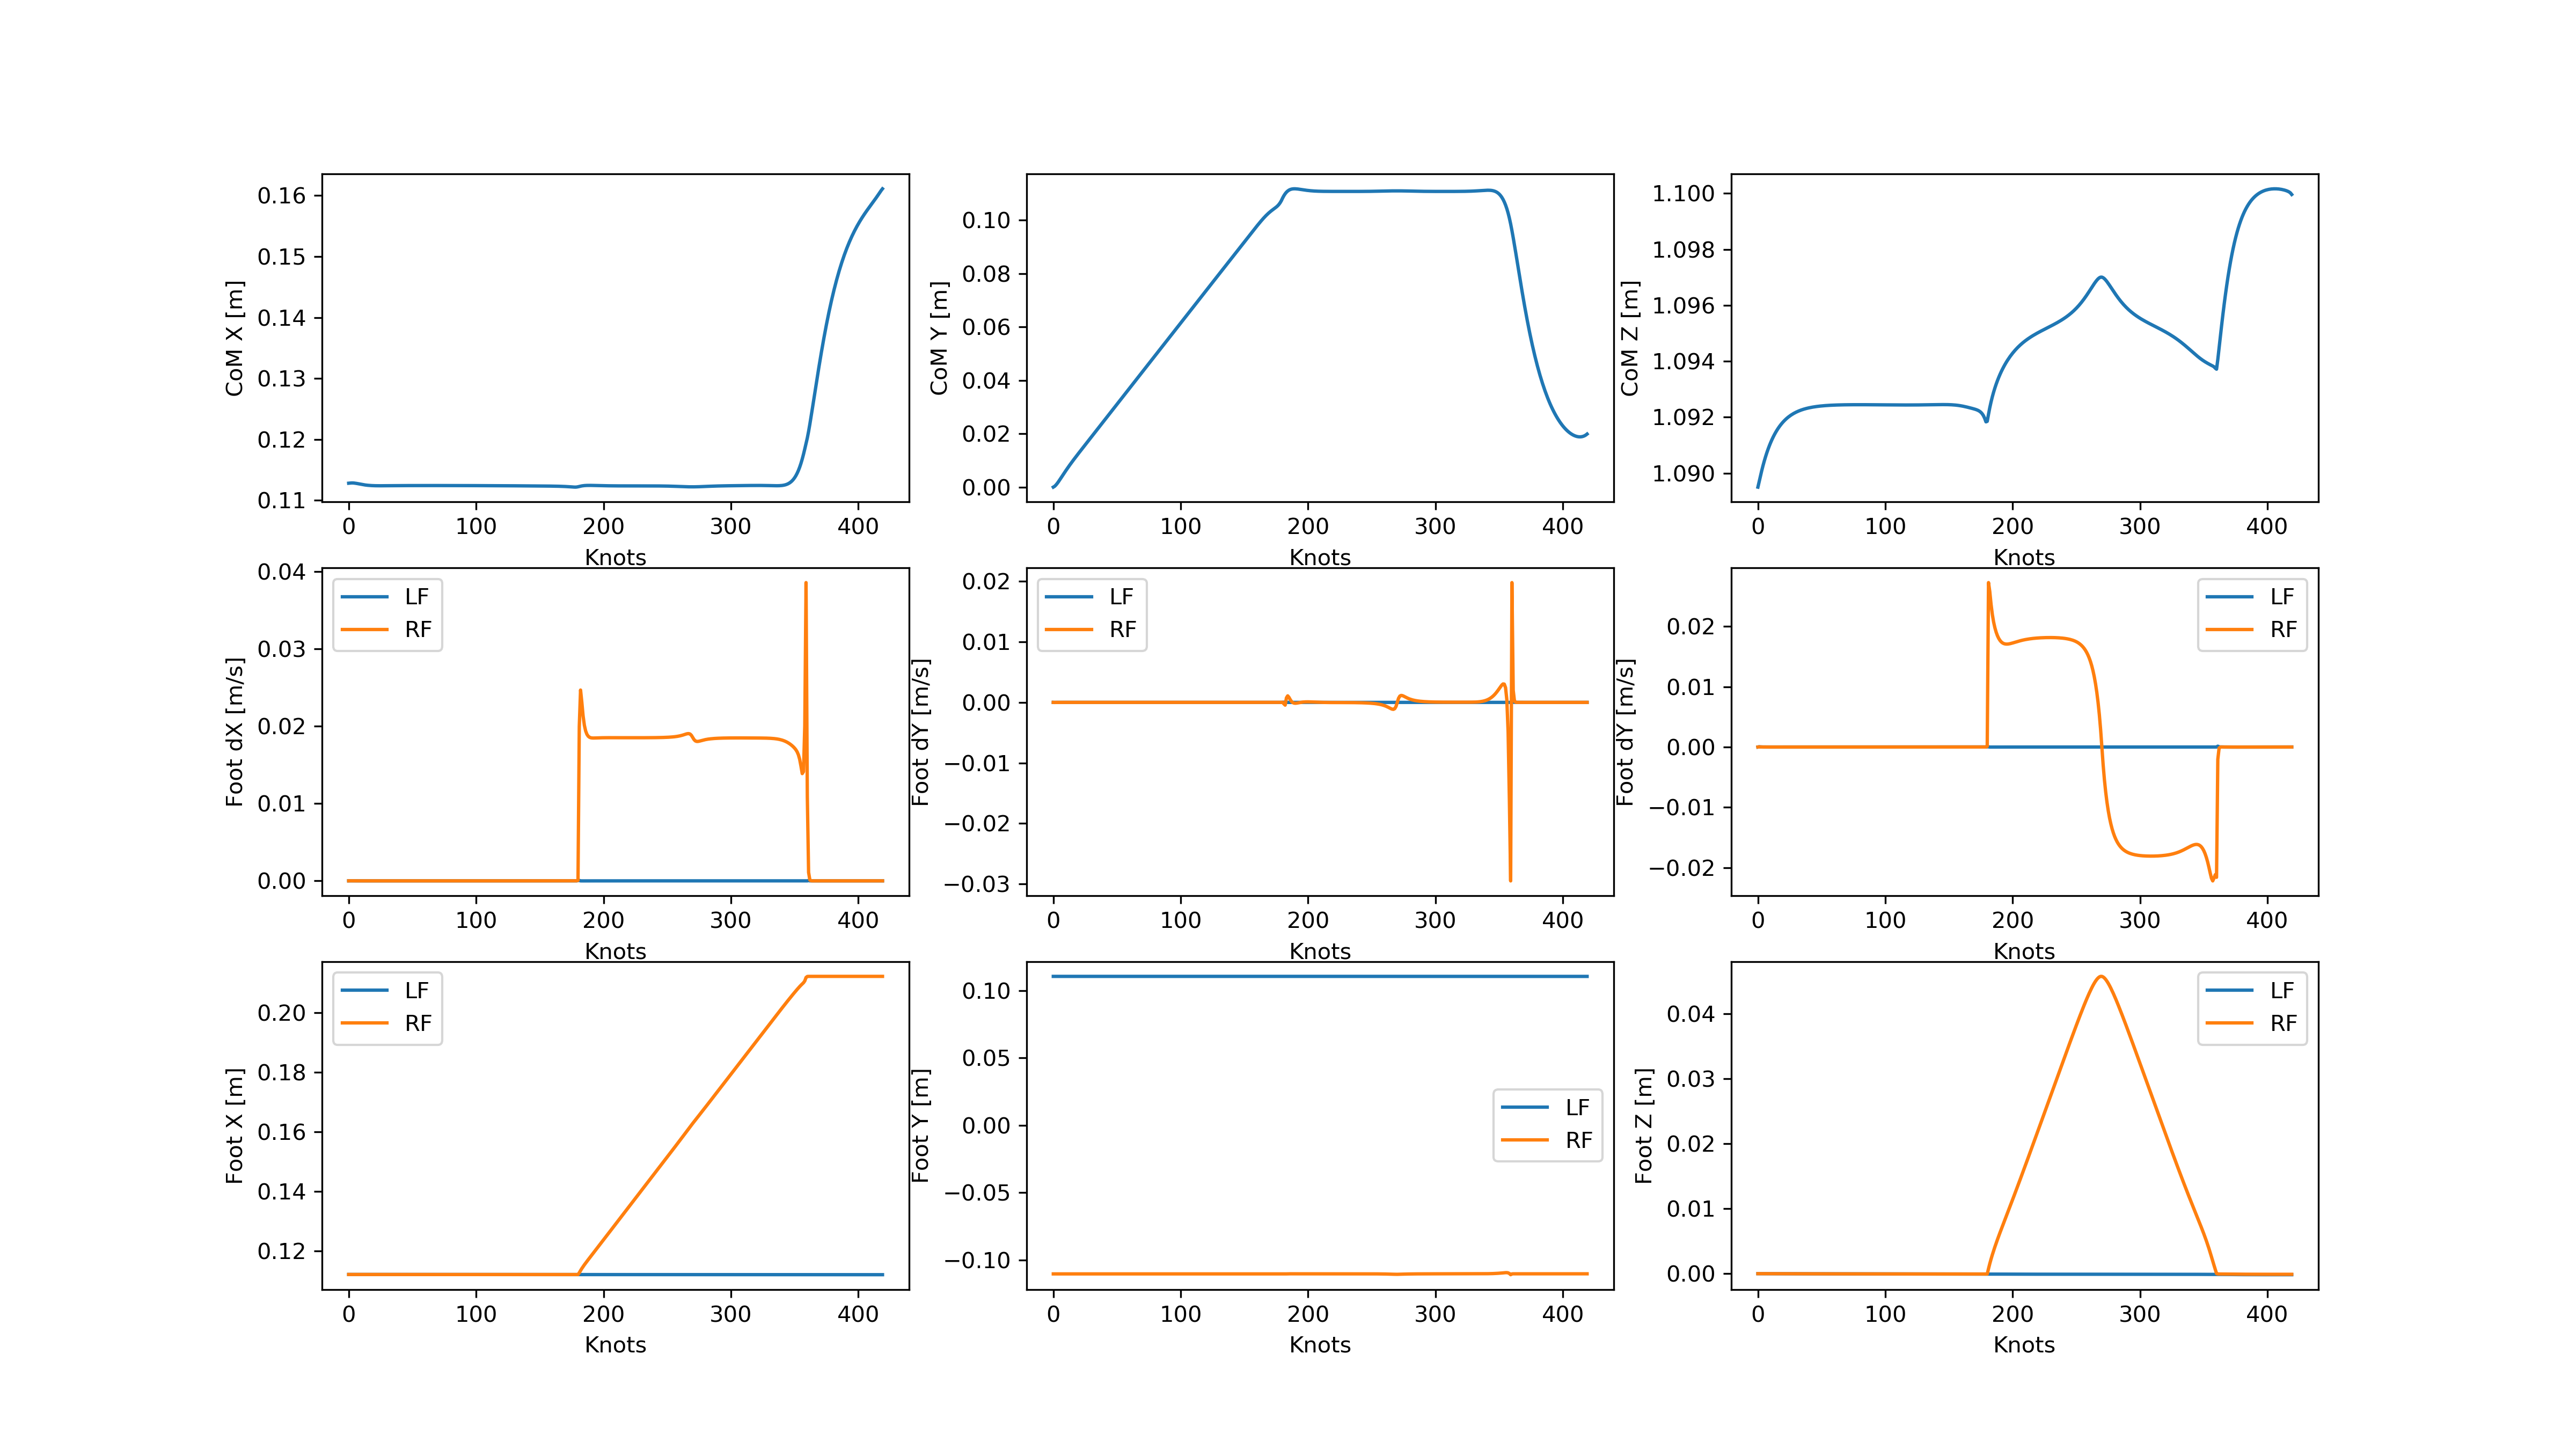 CoM X [m]
0.16
0.15
0.14
0.13
0.12
0.11
0 100 200 300 400
Knots
CoM Y [m]
0.10
0.08
0.06
0.04
0.02
0.00
0 100 200 300 400
Knots
CoM Z [m]
1.100
1.098
1.096
1.094
1.092
1.090
0 100 200 300 400
Knots
Foot dX [m/s]
0.04
0.03
0.02
0.01
0.00
LF
RF
0 100 200 300 400
Knots
Foot dY [m/s]
0.02
0.01
0.00
−0.01
−0.02
−0.03
LF
RF
0 100 200 300 400
Knots
Foot dY [m/s]
0.02
0.01
0.00
−0.01
−0.02
LF
RF
0 100 200 300 400
Knots
Foot X [m]
0.20
0.18
0.16
0.14
0.12
LF
RF
0 100 200 300 400
Knots
Foot Y [m]
0.10
0.05
0.00
−0.05
−0.10
LF
RF
0 100 200 300 400
Knots
Foot Z [m]
0.04
0.03
0.02
0.01
0.00
LF
RF
0 100 200 300 400
Knots